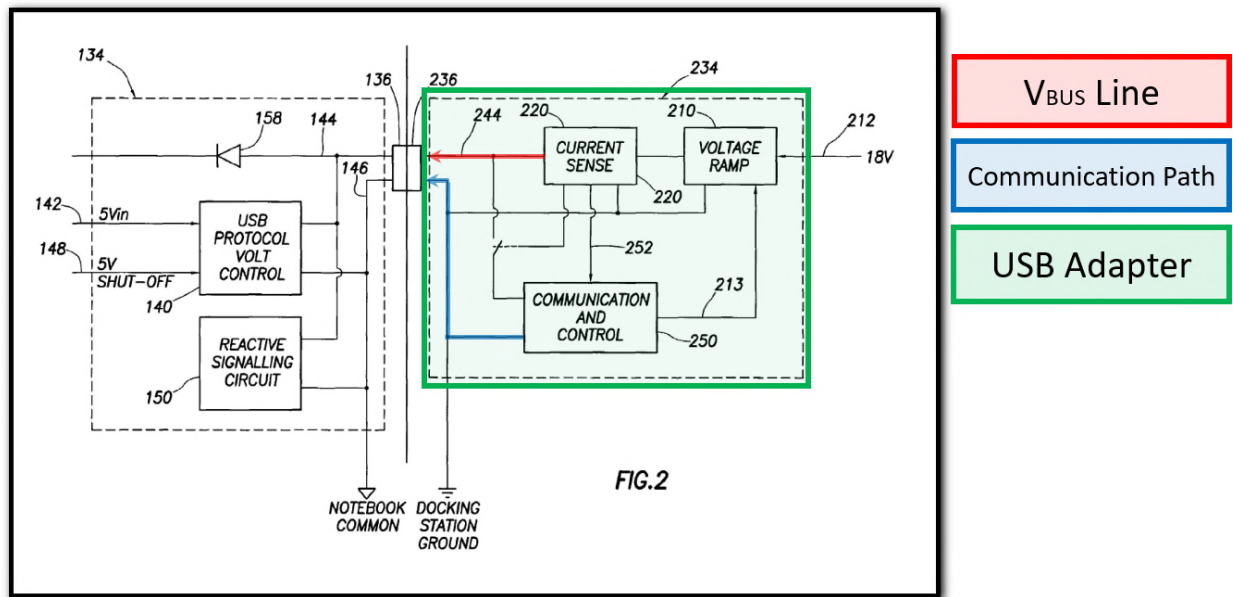 134
158
144
136
236
146
142
5Vin
148
5V
SHUT-OFF
USB
PROTOCOL
VOLT
CONTROL
140
REACTIVE
SIGNALLING
CIRCUIT
150
NOTEBOOK
COMMON
DOCKING
STATION
GROUND
234
244
220
CURRENT
SENSE
220
210
VOLTAGE
RAMP
212
18V
252
213
COMMUNICATION
AND
CONTROL
250
FIG.2
VBUS Line
Communication Path
USB Adapter